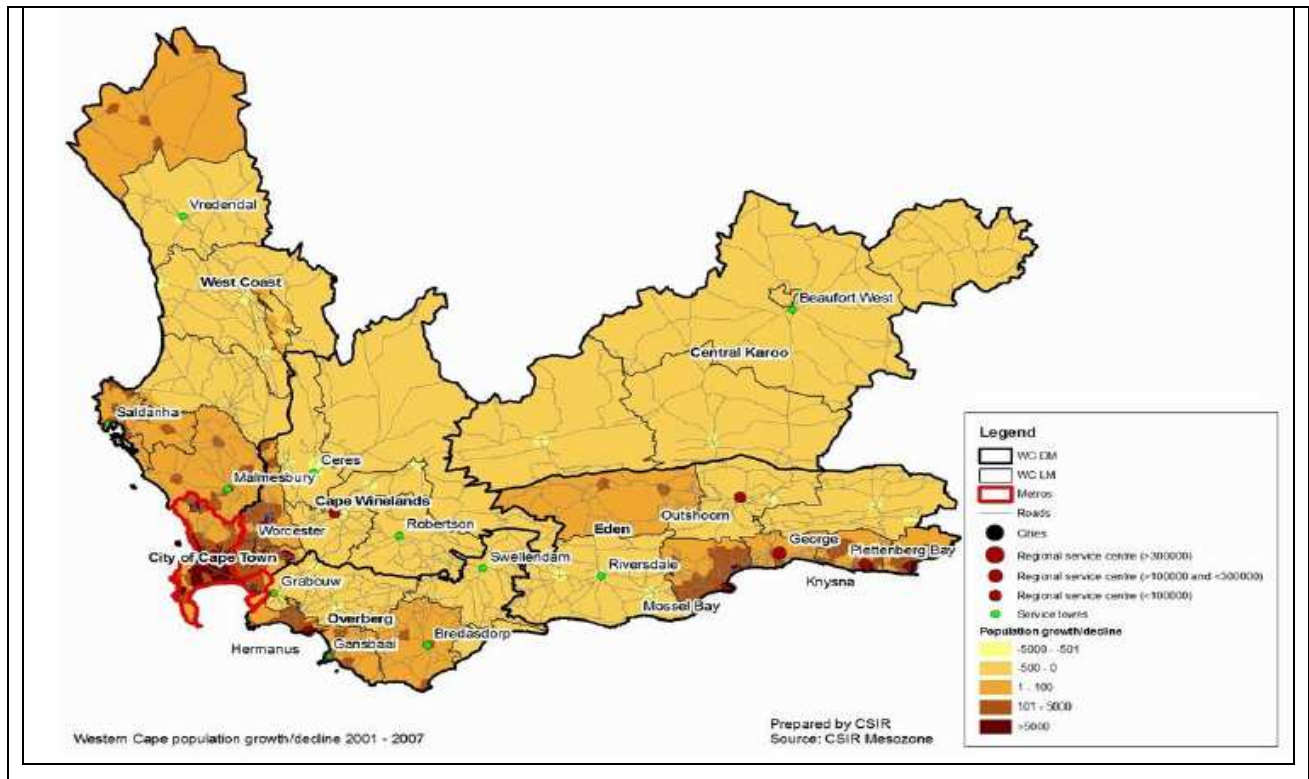 Vredendal
West Coast
Beaufort West
Central Karoo
Saldanha
Ceres
Malmesbury
Cape Winelands
Worcester
Robertson
Outshoorn
Eden
George
City of Cape Town
Swellendam
Plettenberg Bay
Grabouw
Riversdale
Knysna
Mossel Bay
Overberg
Bredasdorp
Hermanus
Gansbaai
Legend
WC DM
WC LM
Metros
Roads
Cities
Regional service centre (>300000)
Regional service centre (>100000 and <300000)
Regional service centre (<100000)
Service towns
Population growth/decline
-5000 - -501
-500 - 0
1 - 100
101 - 5000
>5000
Western Cape population growth/decline 2001 - 2007
Prepared by CSIR
Source: CSIR Mesozone